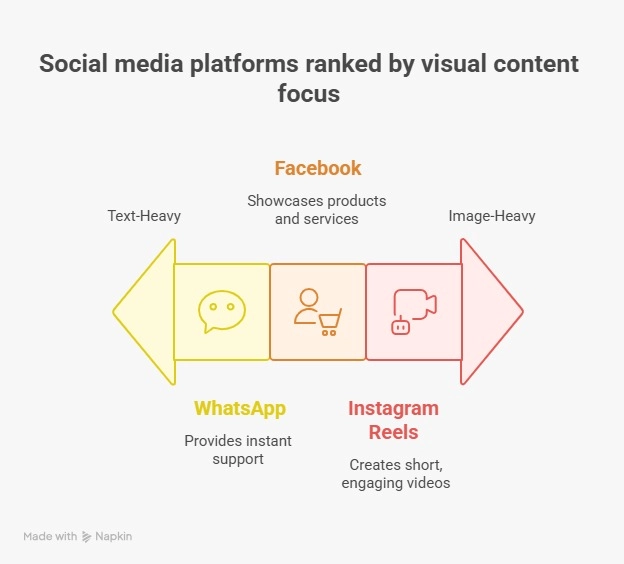 Social media platforms ranked by visual content
focus
Facebook
Showcases products
and services
Text-Heavy
Image-Heavy
WhatsApp
Provides instant
support
Instagram
Reels
Creates short,
engaging videos
Made with Napkin